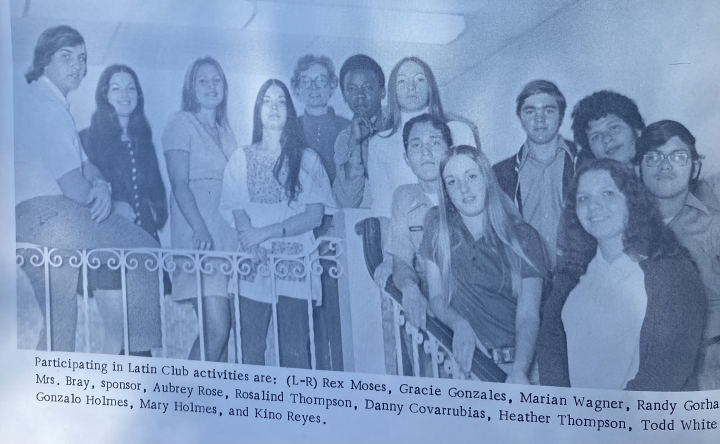 Participating in Latin Club activities are: (L-R) Rex Moses, Gracie Gonzales, Marian Wagner, Randy Gorha
Mrs. Bray, sponsor, Aubrey Rose, Rosalind Thompson, Danny Covarrubias, Heather Thompson, Todd White
Gonzalo Holmes, Mary Holmes, and Kino Reyes.